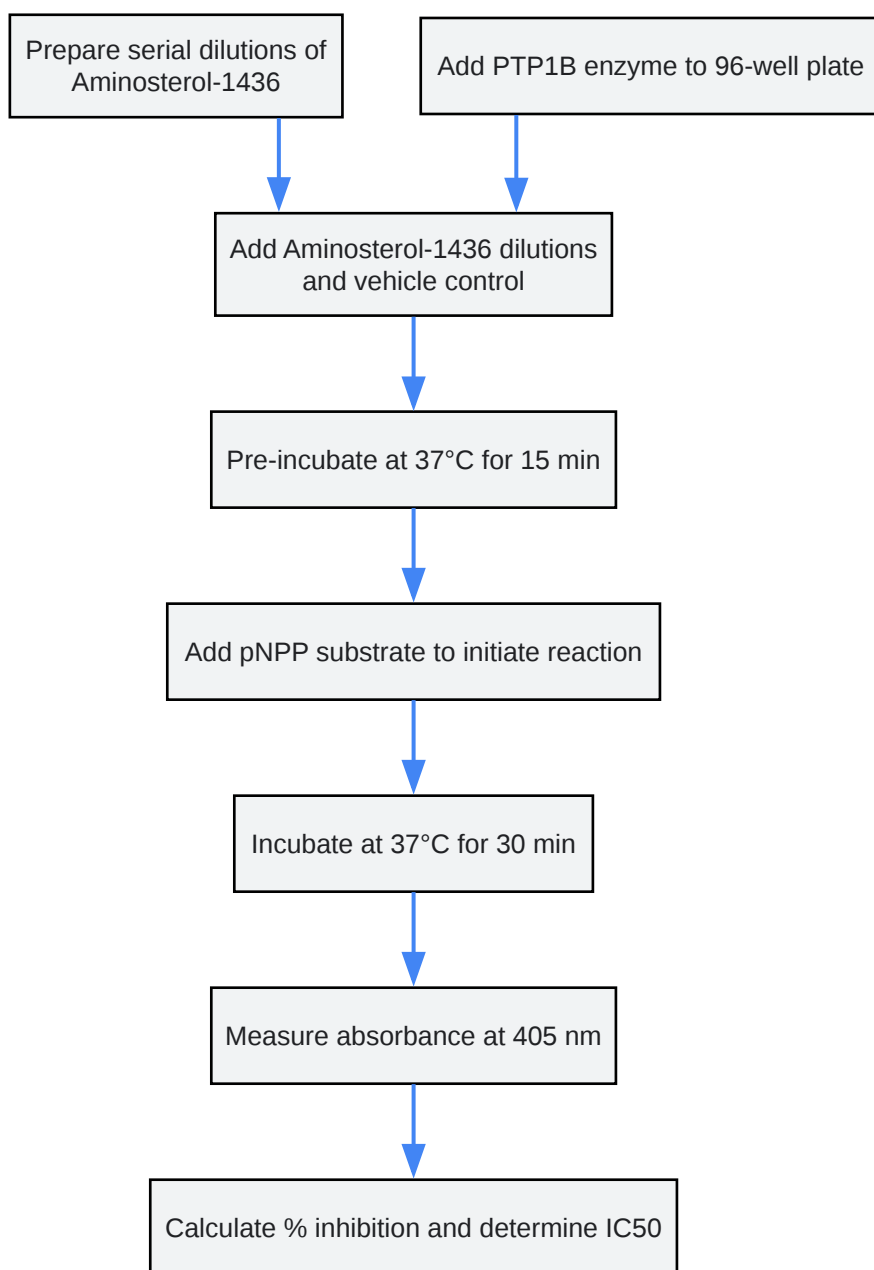 Prepare serial dilutions of
Aminosterol-1436
Add PTP1B enzyme to 96-well plate
Add Aminosterol-1436 dilutions
and vehicle control
Pre-incubate at 37°C for 15 min
Add pNPP substrate to initiate reaction
Incubate at 37°C for 30 min
Measure absorbance at 405 nm
Calculate % inhibition and determine IC50